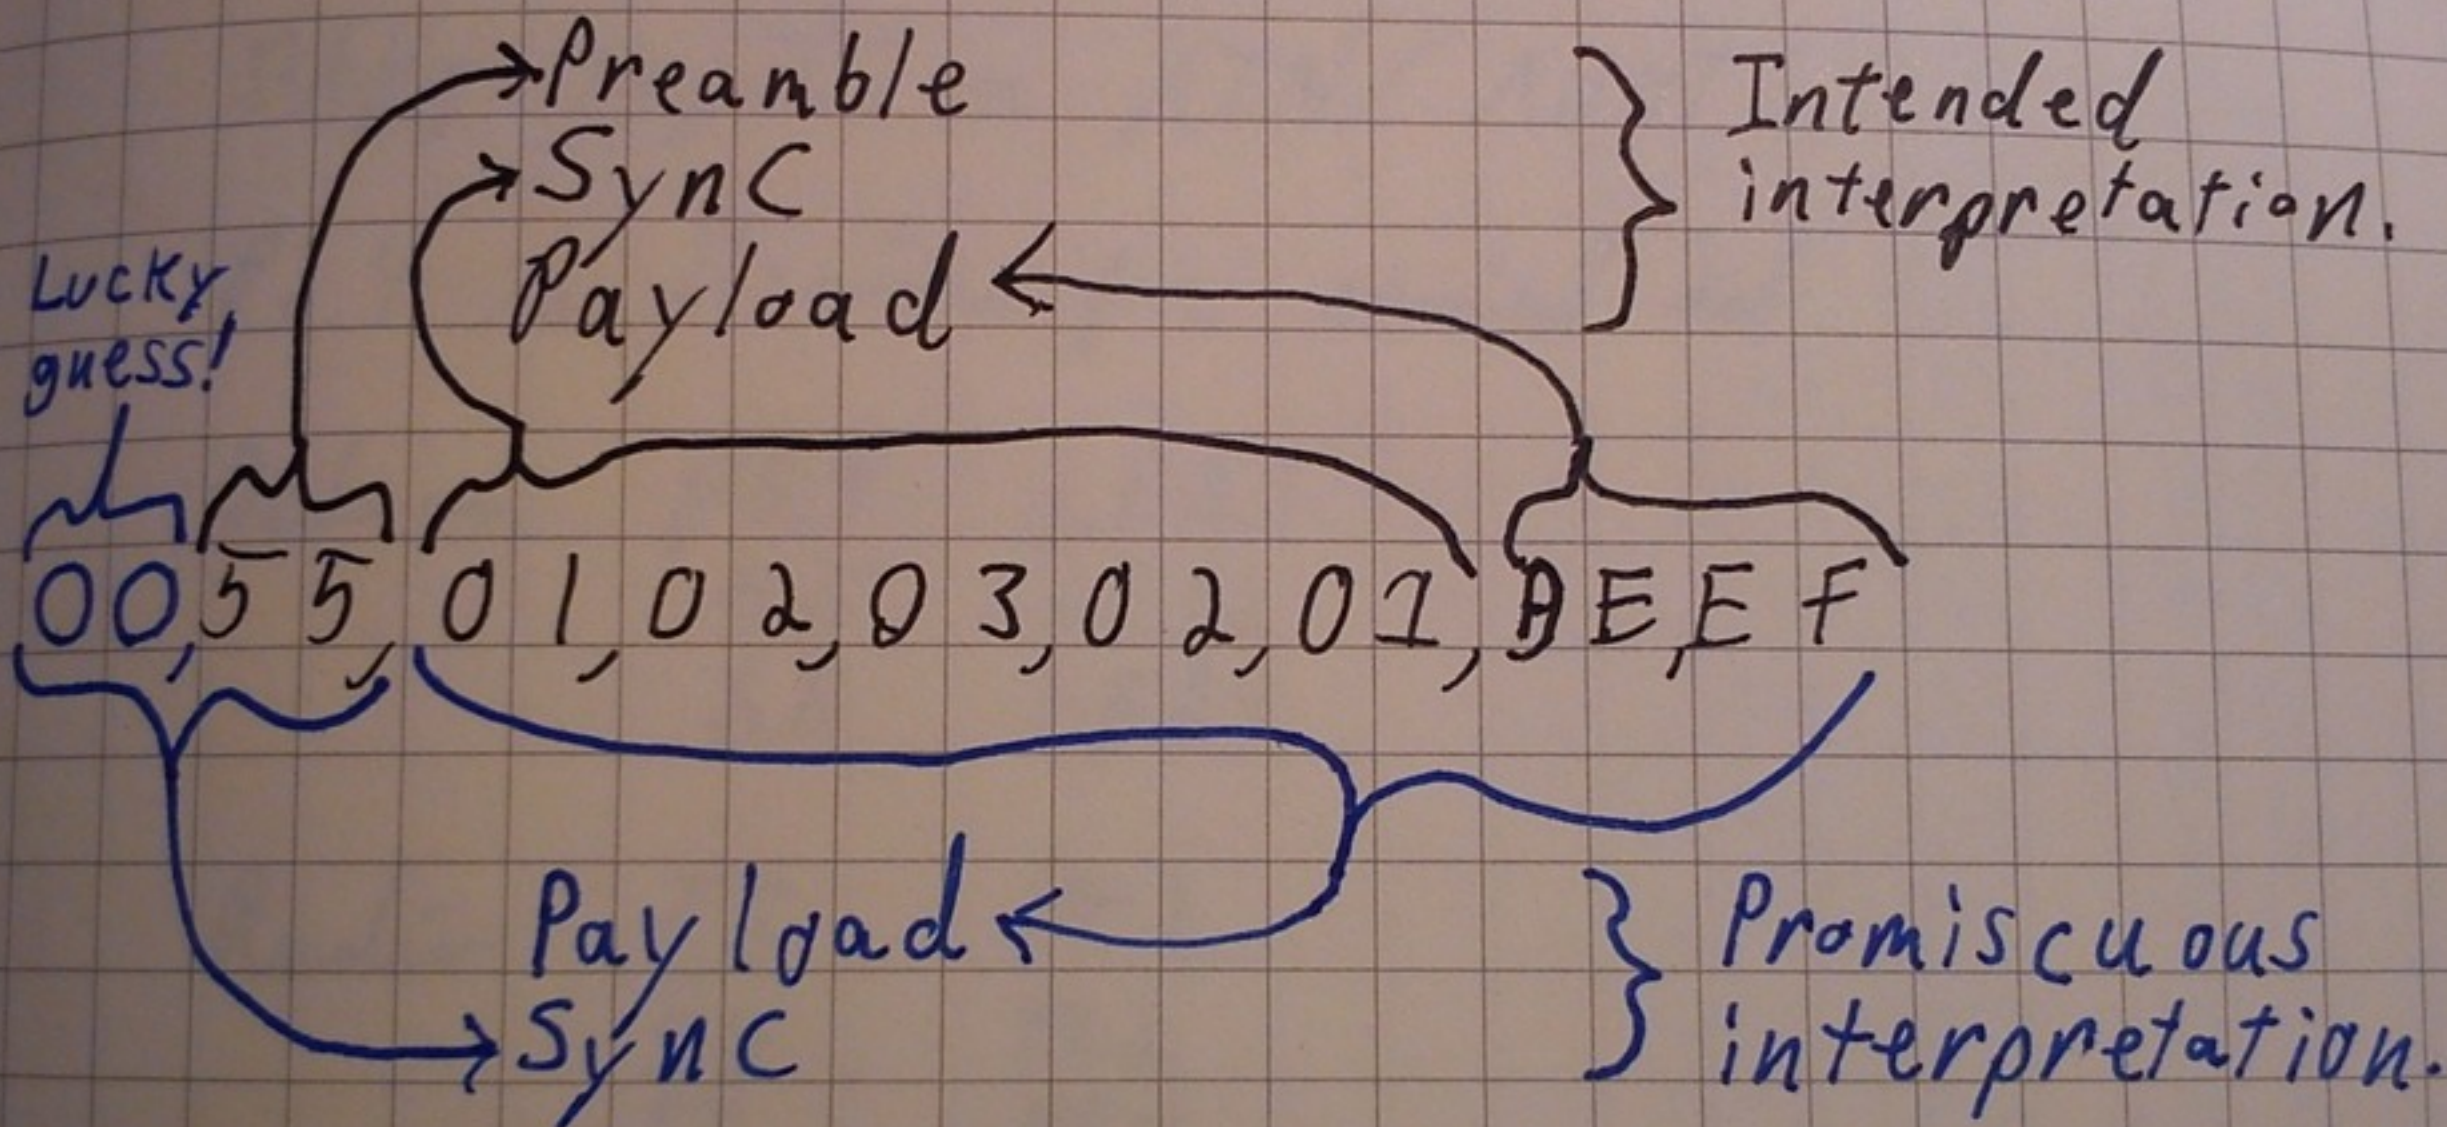 Preamble
Sync
Payload
Intended
interpretation.
Lucky
guess!
00,55,01,02,03,02,01,BE,EF
Payload
Sync
Promiscuous
interpretation.